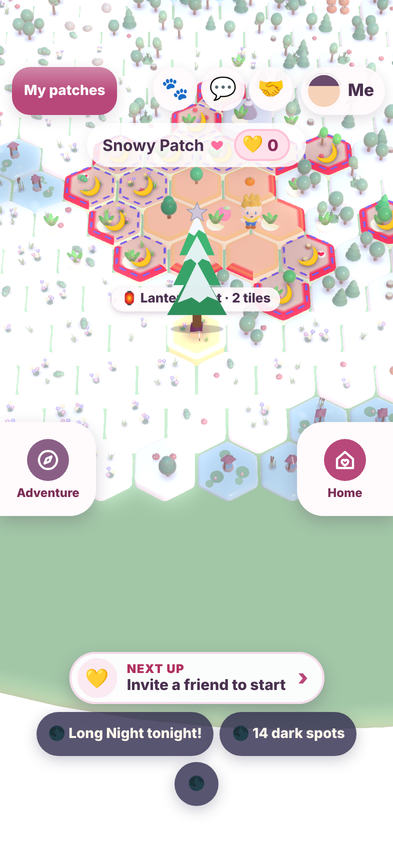 My patches
Me
Snowy Patch
0
· 2 tiles
Adventure
Home
NEXT UP
Invite a friend to start
Long Night tonight!
14 dark spots